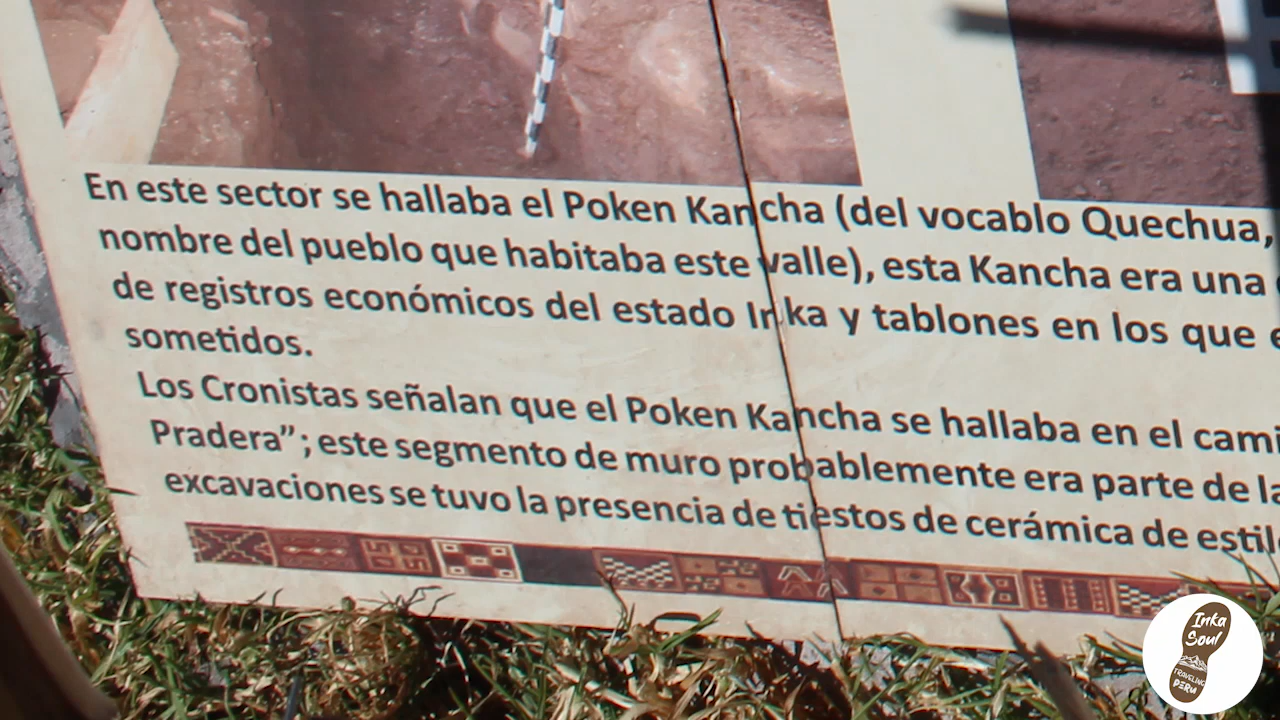 En este sector se hallaba el Poken Kancha (del vocablo Quechua,
nombre del pueblo que habitaba este valle), esta Kancha era una
de registros económicos del estado Inka y tablones en los que
sometidos.
Los Cronistas señalan que el Poken Kancha se hallaba en el
Pradera”; este segmento de muro probablemente era parte de
excavaciones se tuvo la presencia de tiestos de cerámica de
Inka
Soul
TRAVELING
PERU